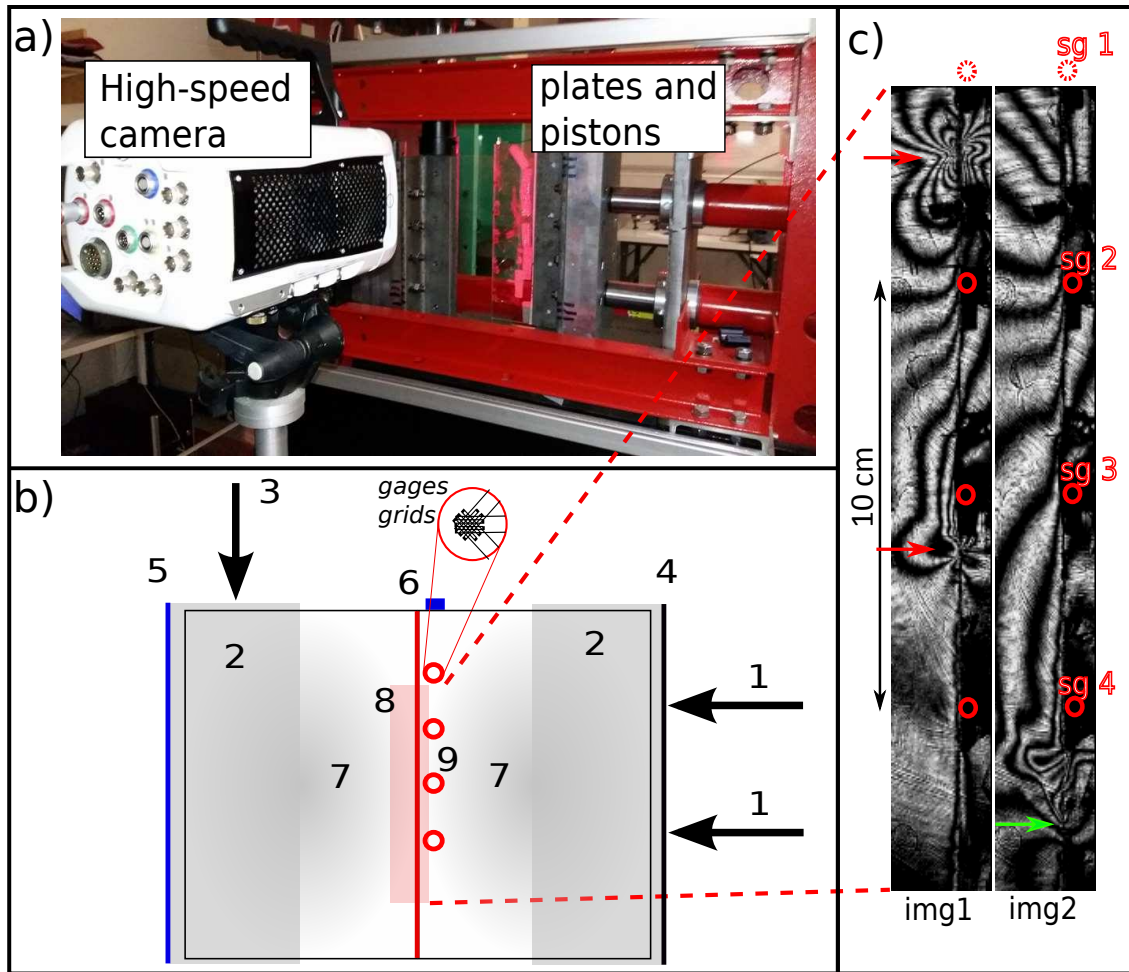 a)
High-speed
camera
plates and
pistons
b)
3
gages
grids
5
6
4
2
2
8
1
7
9
7
1
c)
sg 1
sg 2
sg 3
10 cm
sg 4
img1
img2